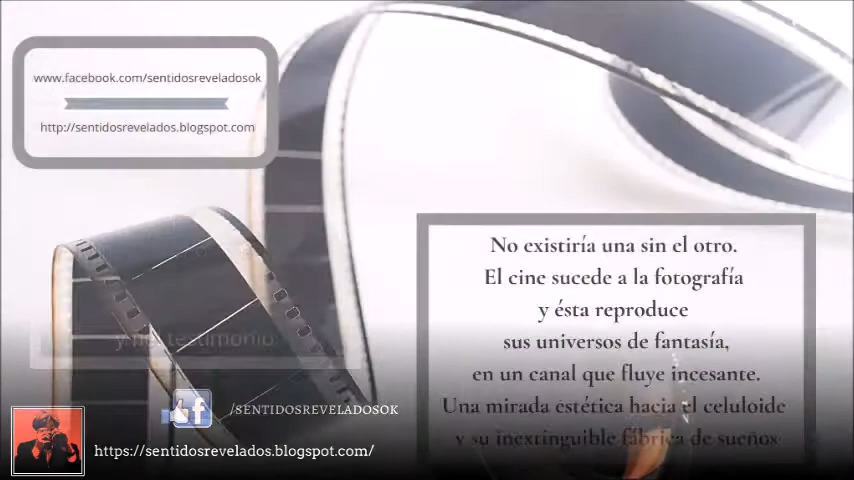 www.facebook.com/sentidosreveladosok
http://sentidosrevelados.blogspot.com
No existiría una sin el otro.
El cine sucede a la fotografía
y ésta reproduce
sus universos de fantasía,
en un canal que fluye incesante.
Una mirada estética hacia el celuloide
y su inextinguible fábrica de sueños
testimonio
/SENTIDOSREVELADOSOK
https://sentidosrevelados.blogspot.com/